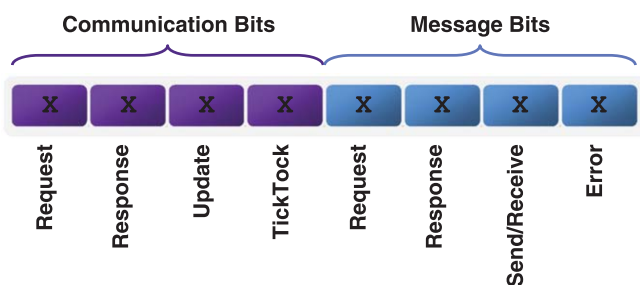 Communication Bits
Message Bits
X X X X X X X X
Request
Response
Update
TickTock
Request
Response
Send/Receive
Error